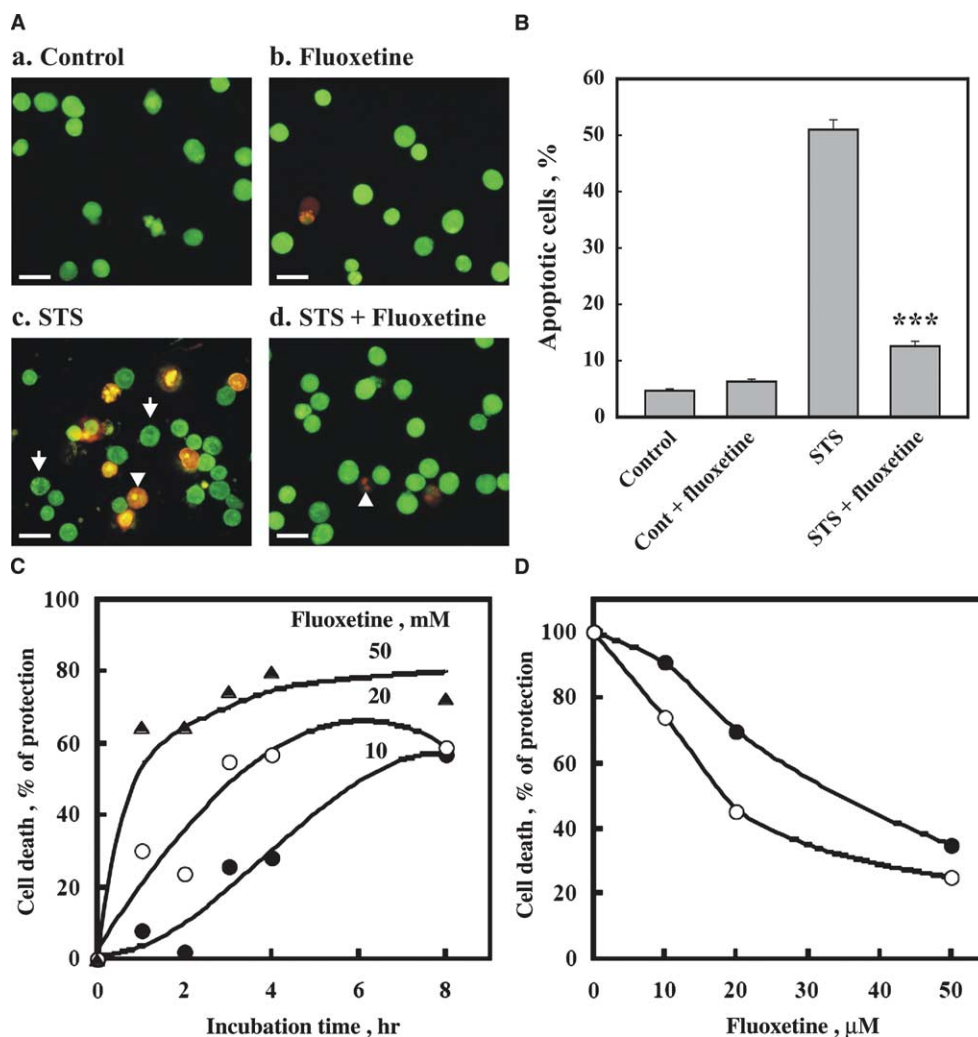 A
a. Control
b. Fluoxetine
c. STS
d. STS + Fluoxetine
B
Apoptotic cells , %
60
50
40
30
20
10
0
Control
Cont + fluoxetine
STS
STS + fluoxetine
***
C
Cell death , % of protection
100
80
60
40
20
0
Fluoxetine , mM
50
20
10
0
2
4
6
8
Incubation time , hr
D
Cell death , % of protection
100
80
60
40
20
0
0
10
20
30
40
50
Fluoxetine , µM